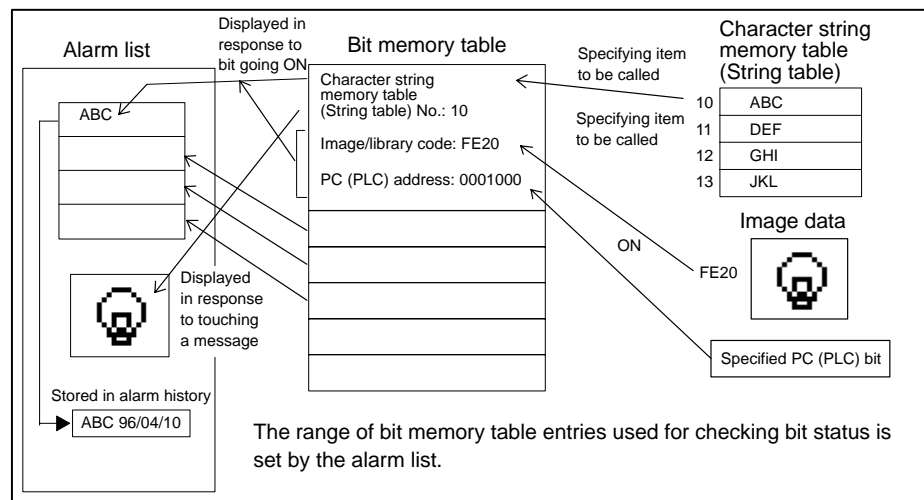 Alarm list
ABC
Displayed in
response to
bit going ON
Displayed
in response
to touching
a message
Stored in alarm history
ABC 96/04/10
Bit memory table
Character string
memory table
(String table) No.: 10
Image/library code: FE20
PC (PLC) address: 0001000
Specifying item
to be called
Specifying item
to be called
Character string
memory table
(String table)
10 ABC
11 DEF
12 GHI
13 JKL
Image data
ON
FE20
Specified PC (PLC) bit
The range of bit memory table entries used for checking bit status is
set by the alarm list.